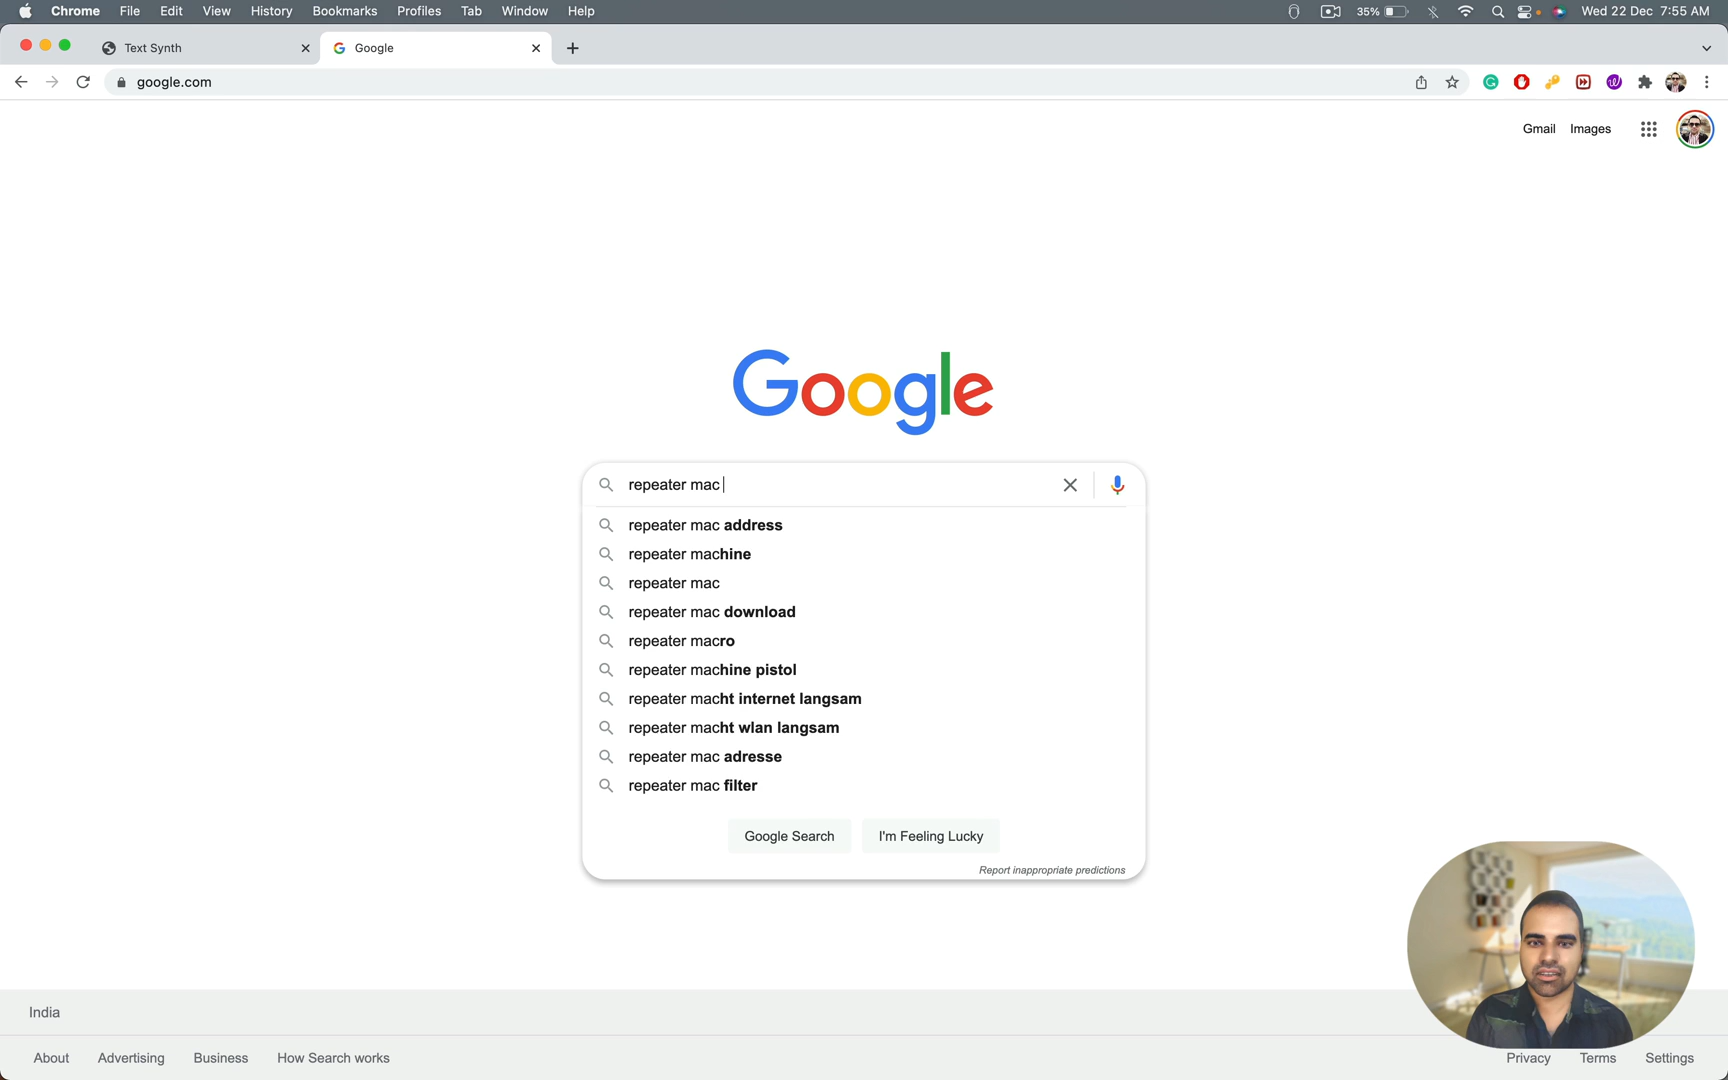 Chrome File Edit View History Bookmarks Profiles Tab Window Help 35% Wed 22 Dec 7:55 AM
Text Synth Google
google.com
Gmail Images
Google
repeater mac
repeater mac address
repeater machine
repeater mac
repeater mac download
repeater macro
repeater machine pistol
repeater macht internet langsam
repeater macht wlan langsam
repeater mac adresse
repeater mac filter
Google Search I'm Feeling Lucky
Report inappropriate predictions
India
About Advertising Business How Search works Privacy Terms Settings